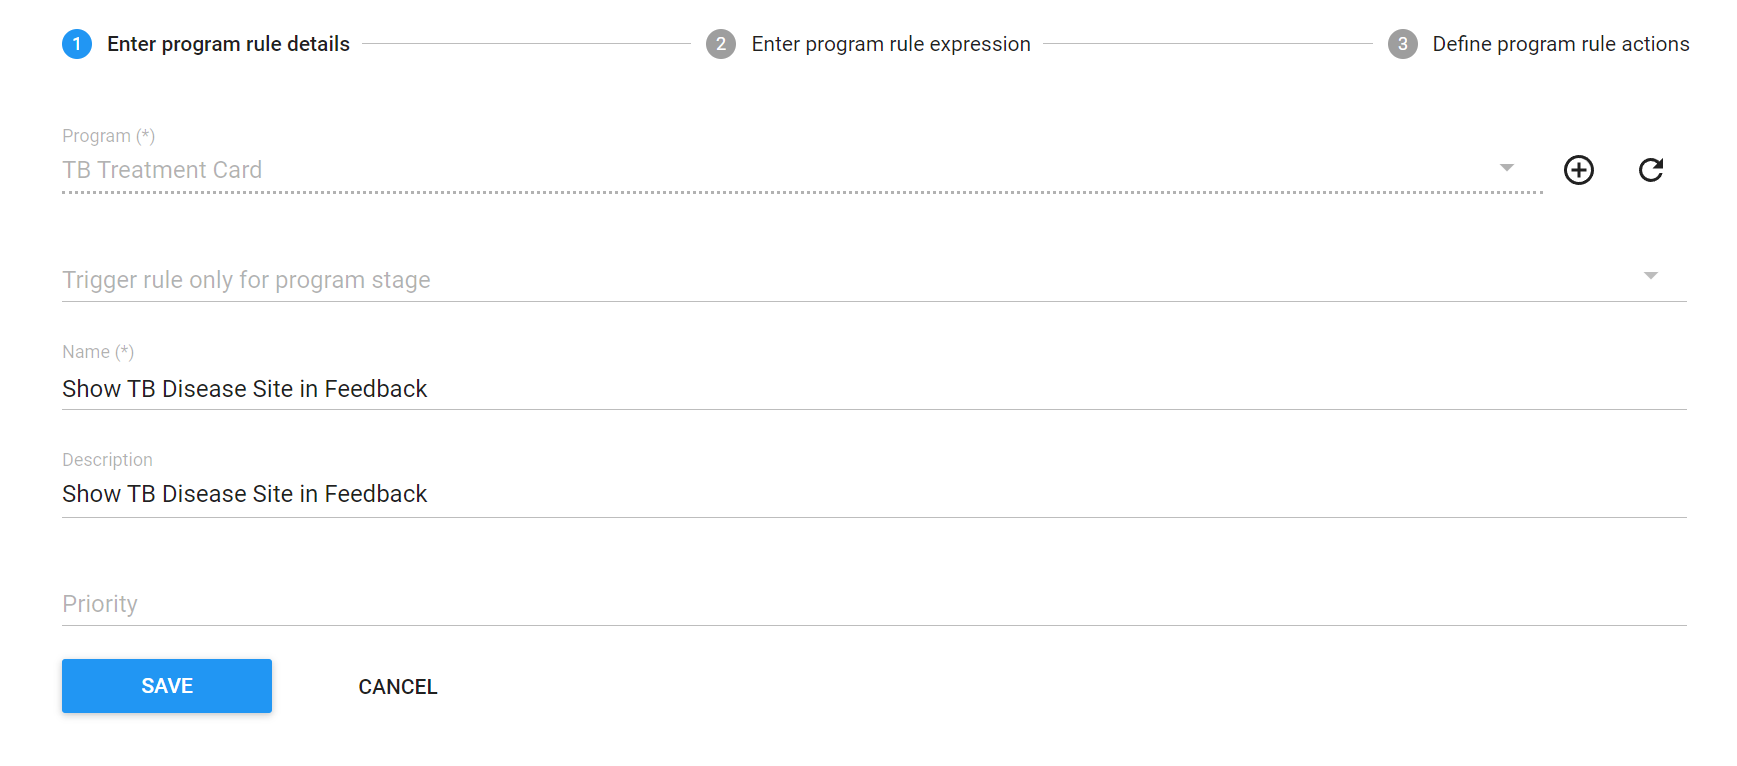 1 Enter program rule details 2 Enter program rule expression 3 Define program rule actions
Program (*)
TB Treatment Card
Trigger rule only for program stage
Name (*)
Show TB Disease Site in Feedback
Description
Show TB Disease Site in Feedback
Priority
SAVE CANCEL